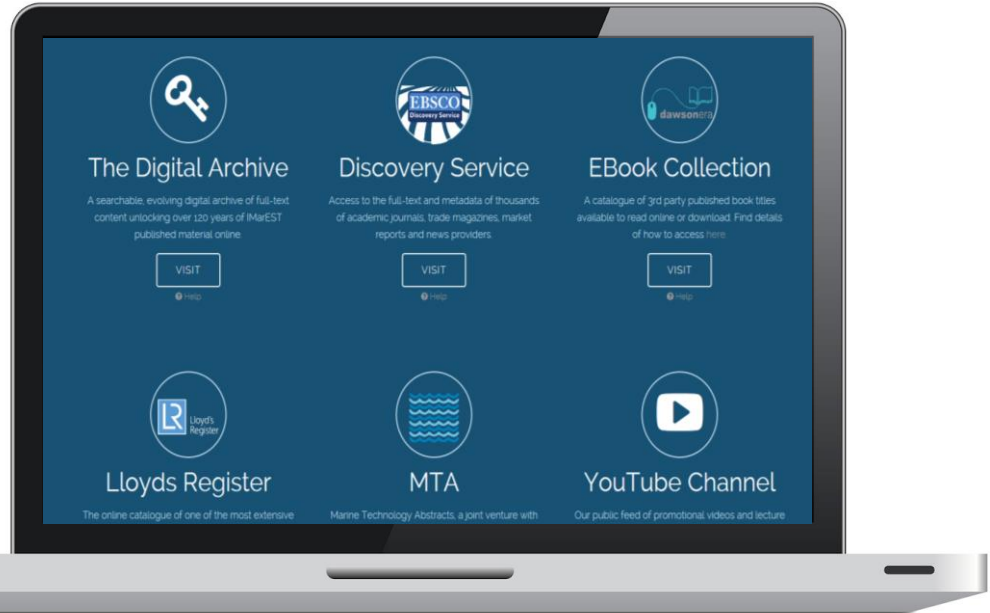 EBSCO
Discovery Service
dawsonera
The Digital Archive
Discovery Service
EBook Collection
A searchable, evolving digital archive of full-text
content unlocking over 120 years of IMarEST
published material online.
Access to the full-text and metadata of thousands
of academic journals, trade magazines, market
reports and news providers.
A catalogue of 3rd party published book titles
available to read online or download. Find details
of how to access here.
VISIT
VISIT
VISIT
Help
Help
Help
LR
Lloyd's
Register
Lloyds Register
MTA
YouTube Channel
The online catalogue of one of the most extensive
Marine Technology Abstracts, a joint venture with
Our public feed of promotional videos and lecture